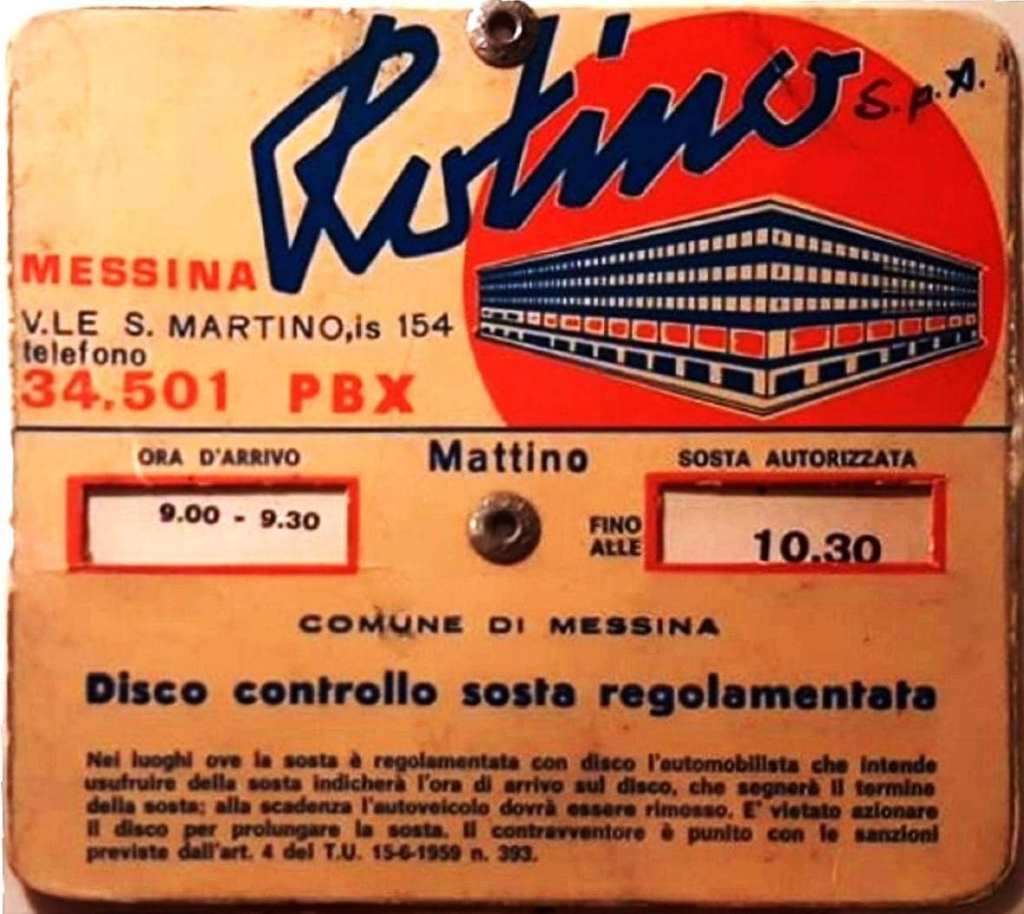 Rotino S.p.A.
MESSINA
V.LE S. MARTINO,is 154
telefono
34.501 PBX
ORA D'ARRIVO
Mattino
SOSTA AUTORIZZATA
9.00 - 9.30
FINO
ALLE
10.30
COMUNE DI MESSINA
Disco controllo sosta regolamentata
Nei luoghi ove la sosta è regolamentata con disco l'automobilista che intende
usufruire della sosta indicherà l'ora di arrivo sul disco, che segnerà il termine
della sosta; alla scadenza l'autoveicolo dovrà essere rimosso. E' vietato azionare
il disco per prolungare la sosta. Il contravventore è punito con le sanzioni
previste dall'art. 4 del T.U. 15-6-1959 n. 393.